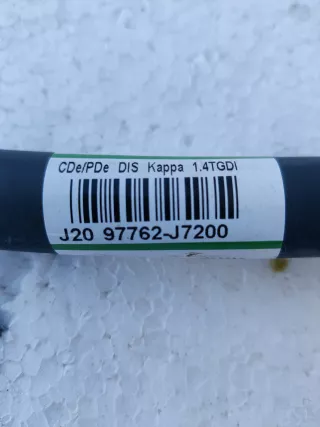 CDe/PDe DIS Kappa 1.4TGDI
J20 97762-J7200